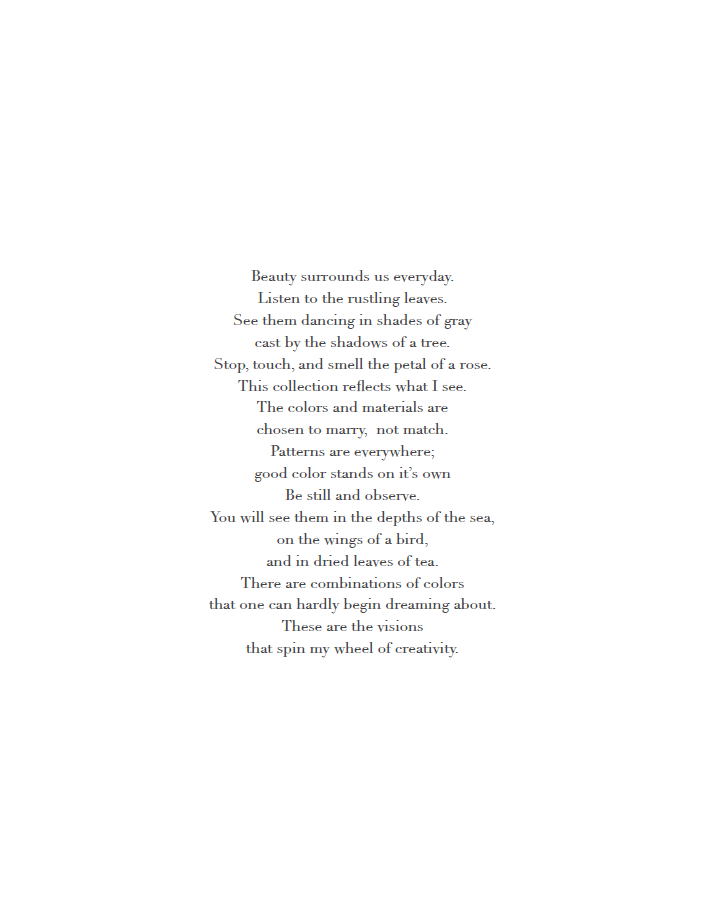 Beauty surrounds us everyday.
Listen to the rustling leaves.
See them dancing in shades of gray
cast by the shadows of a tree.
Stop, touch, and smell the petal of a rose.
This collection reflects what I see.
The colors and materials are
chosen to marry,  not match.
Patterns are everywhere;
good color stands on it’s own
Be still and observe.
You will see them in the depths of the sea,
on the wings of a bird,
and in dried leaves of tea.
There are combinations of colors
that one can hardly begin dreaming about.
These are the visions
that spin my wheel of creativity.